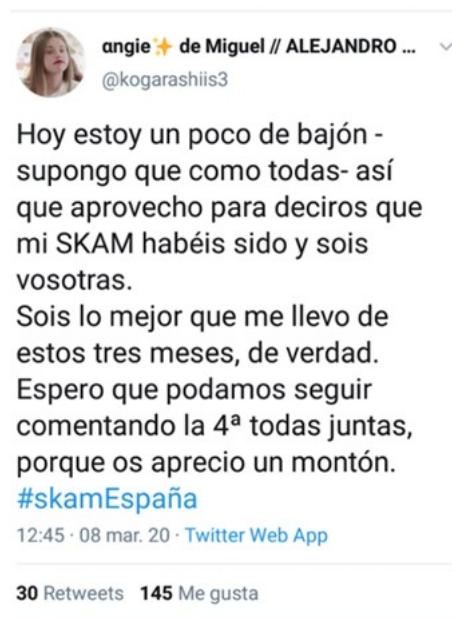 angie✨ de Miguel // ALEJANDRO ...
@kogarashiis3
Hoy estoy un poco de bajón -
supongo que como todas- así
que aprovecho para deciros que
mi SKAM habéis sido y sois
vosotras.
Sois lo mejor que me llevo de
estos tres meses, de verdad.
Espero que podamos seguir
comentando la 4ª todas juntas,
porque os aprecio un montón.
#skamEspaña
12:45 · 08 mar. 20 · Twitter Web App
30 Retweets 145 Me gusta